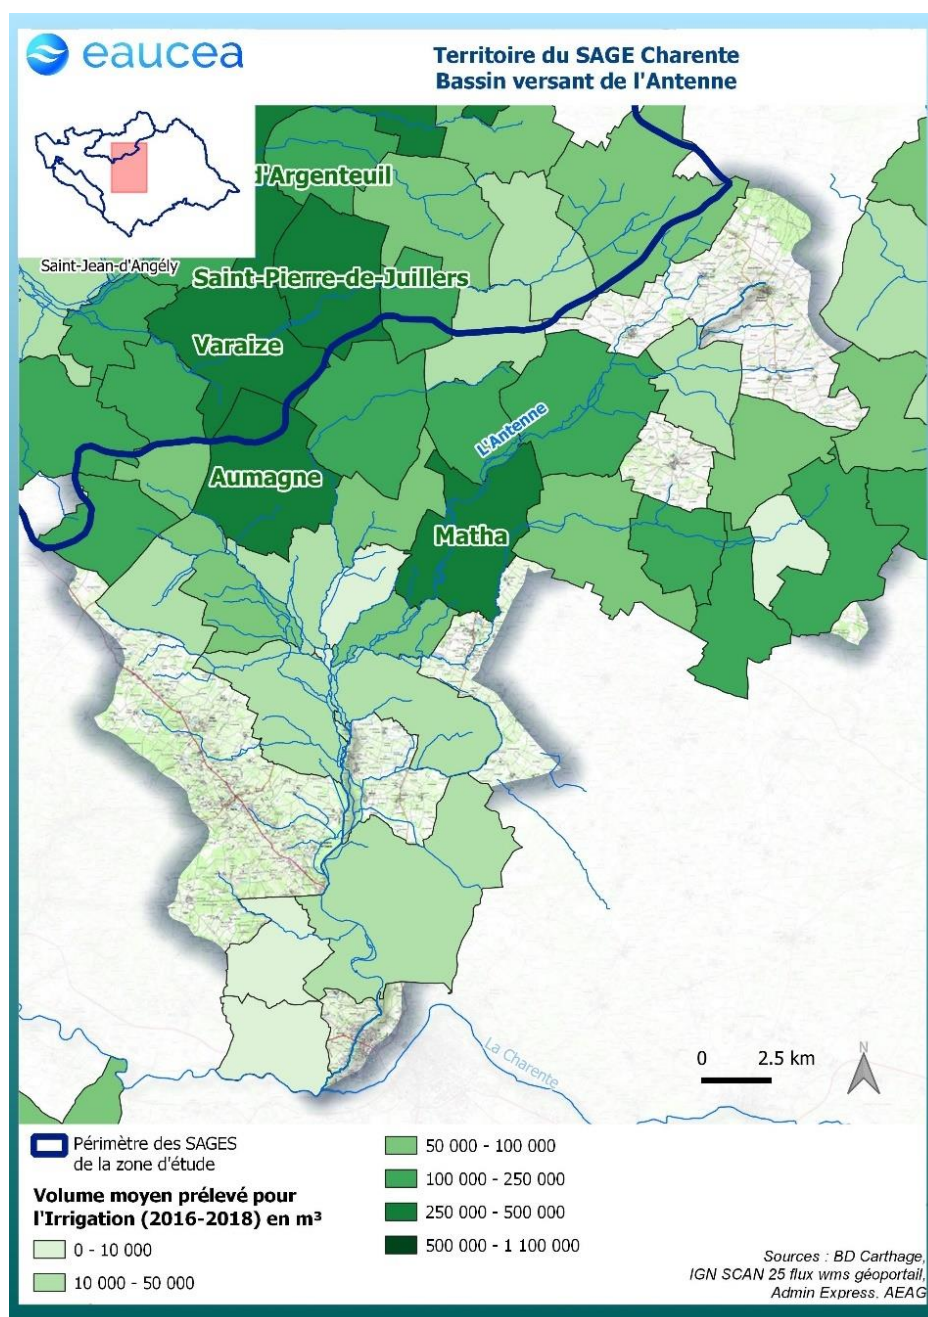 eaucea
Territoire du SAGE Charente
Bassin versant de l'Antenne
d'Argenteuil
Saint-Jean-d'Angély
Saint-Pierre-de-Juillers
Varaize
L'Antenne
Aumagne
Matha
La Charente
0 2.5 km
N
Périmètre des SAGES
de la zone d'étude
Volume moyen prélevé pour
l'Irrigation (2016-2018) en m³
0 - 10 000
10 000 - 50 000
50 000 - 100 000
100 000 - 250 000
250 000 - 500 000
500 000 - 1 100 000
Sources : BD Carthage,
IGN SCAN 25 flux wms géoportail,
Admin Express. AEAG